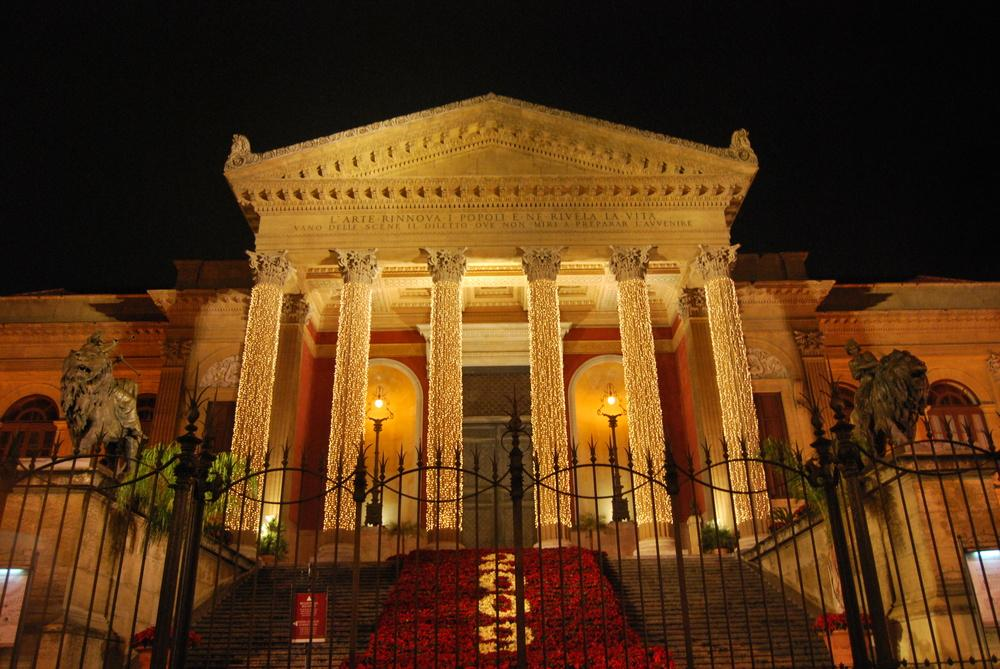 L'ARTE RINNOVA I POPOLI E NE RIVELA LA VITA
VANO DELLE SCENE IL DILETTO OVE NON MIRI A PREPARAR L'AVVENIRE